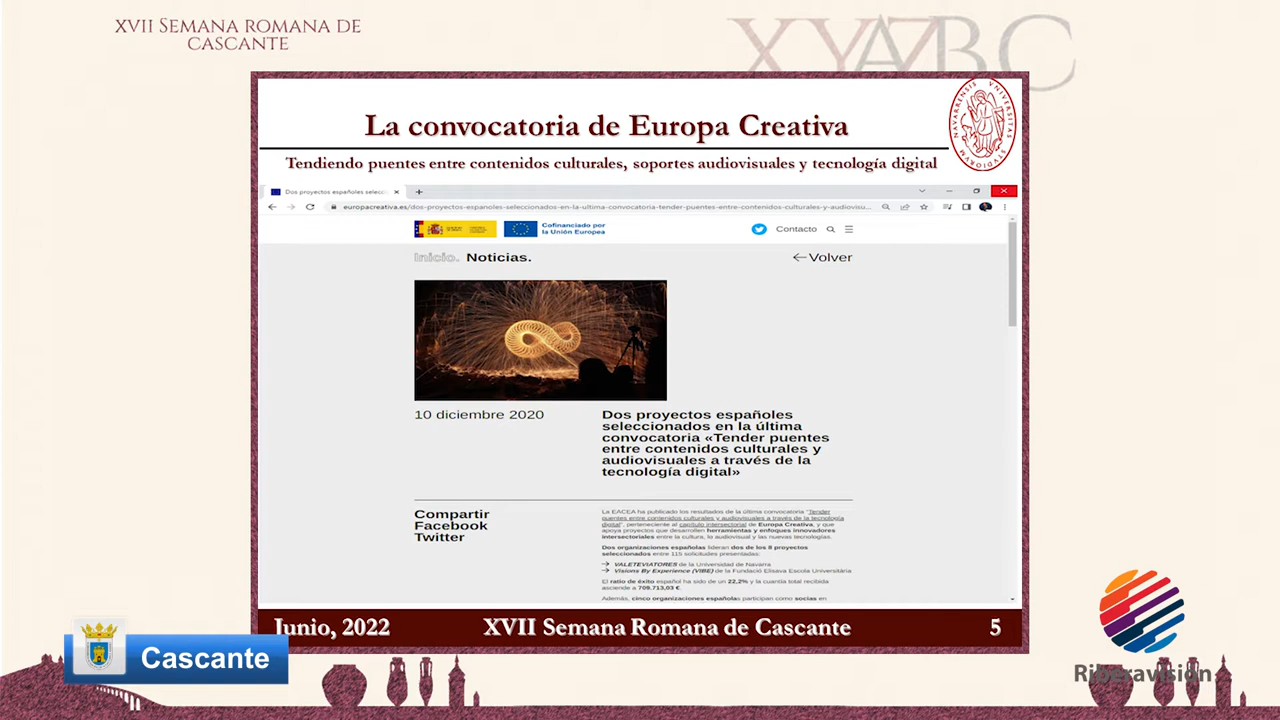 XVII Semana Romana de
Cascante
XYAZBC
La convocatoria de Europa Creativa
Tendiendo puentes entre contenidos culturales, soportes audiovisuales y tecnología digital
Dos proyectos españoles selecci
europacreativa.es/dos-proyectos-espanoles-seleccionados-en-la-ultima-convocatoria-tender-puentes-entre-contenidos-culturales-y-audiovisu...
Cofinanciado por
la Unión Europea
Contacto
Inicio. Noticias.
Volver
10 diciembre 2020
Dos proyectos españoles
seleccionados en la última
convocatoria «Tender puentes
entre contenidos culturales y
audiovisuales a través de la
tecnología digital»
Compartir
Facebook
Twitter
La EACEA ha publicado los resultados de la última convocatoria "Tender
puentes entre contenidos culturales y audiovisuales a través de la tecnología
digital", perteneciente al capítulo intersectorial de Europa Creativa, y que
apoya proyectos que desarrollen herramientas y enfoques innovadores
intersectoriales entre la cultura, lo audiovisual y las nuevas tecnologías.
Dos organizaciones españolas lideran dos de los 8 proyectos
seleccionados entre 115 solicitudes presentadas:
→ VALETEVIATORES de la Universidad de Navarra
→ Visions By Experience (VIBE) de la Fundació Elisava Escola Universitària
El ratio de éxito español ha sido de un 22,2% y la cuantía total recibida
asciende a 709.713,03 €.
Además, cinco organizaciones españolas participan como socias en
Junio, 2022
XVII Semana Romana de Cascante
5
Cascante
Riberavisión